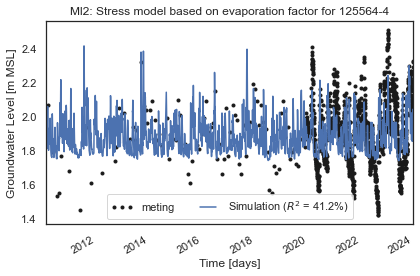 MI2: Stress model based on evaporation factor for 125564-4
Groundwater Level [m MSL]
2.4
2.2
2.0
1.8
1.6
1.4
meting
Simulation (R² = 41.2%)
2012
2014
2016
2018
2020
2022
2024
Time [days]